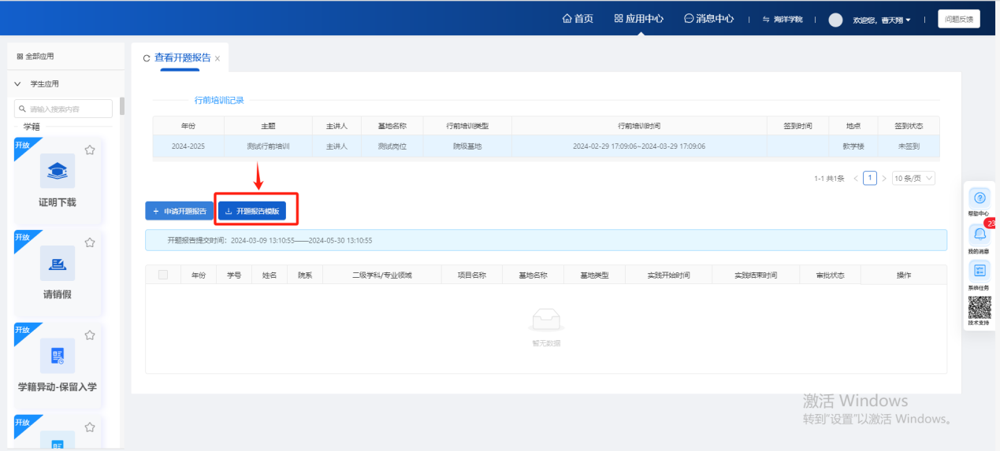 首页 应用中心 消息中心 海洋学院 欢迎您, 曹天翔 问题反馈
全部应用
学生应用
请输入搜索内容
学籍
开放
证明下载
开放
请销假
开放
学籍异动-保留入学
开放
查看开题报告
行前培训记录
年份 主题 主讲人 基地名称 行前培训类型 行前培训时间 签到时间 地点 签到状态
2024-2025 测试行前培训 主讲人 测试岗位 院级基地 2024-02-29 17:09:06~2024-03-29 17:09:06 教学楼 未签到
1-1 共1条 < 1 > 10 条/页
+ 申请开题报告 开题报告模版
开题报告提交时间: 2024-03-09 13:10:55——2024-05-30 13:10:55
年份 学号 姓名 院系 二级学科/专业领域 项目名称 基地名称 基地类型 实践开始时间 实践结束时间 审批状态 操作
暂无数据
帮助中心
23
我的消息
系统任务
技术支持
激活 Windows
转到"设置"以激活 Windows。